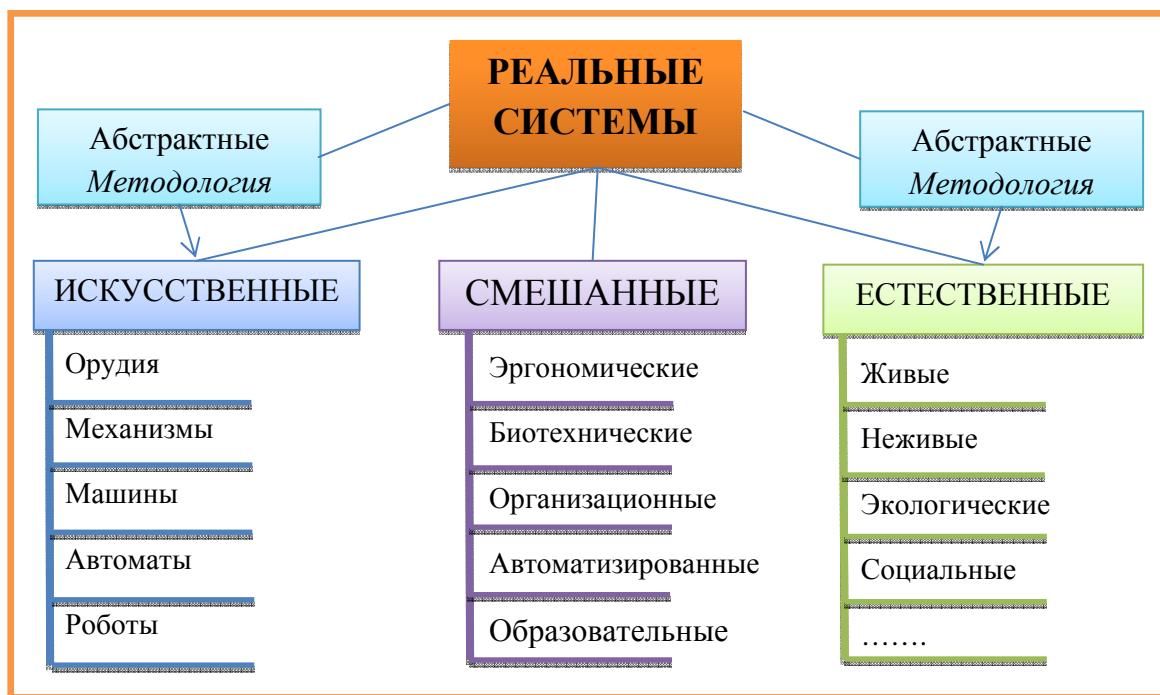 РЕАЛЬНЫЕ
СИСТЕМЫ
Абстрактные
Методология
Абстрактные
Методология
ИСКУССТВЕННЫЕ
Орудия
Механизмы
Машины
Автоматы
Роботы
СМЕШАННЫЕ
Эргономические
Биотехнические
Организационные
Автоматизированные
Образовательные
ЕСТЕСТВЕННЫЕ
Живые
Неживые
Экологические
Социальные
…….